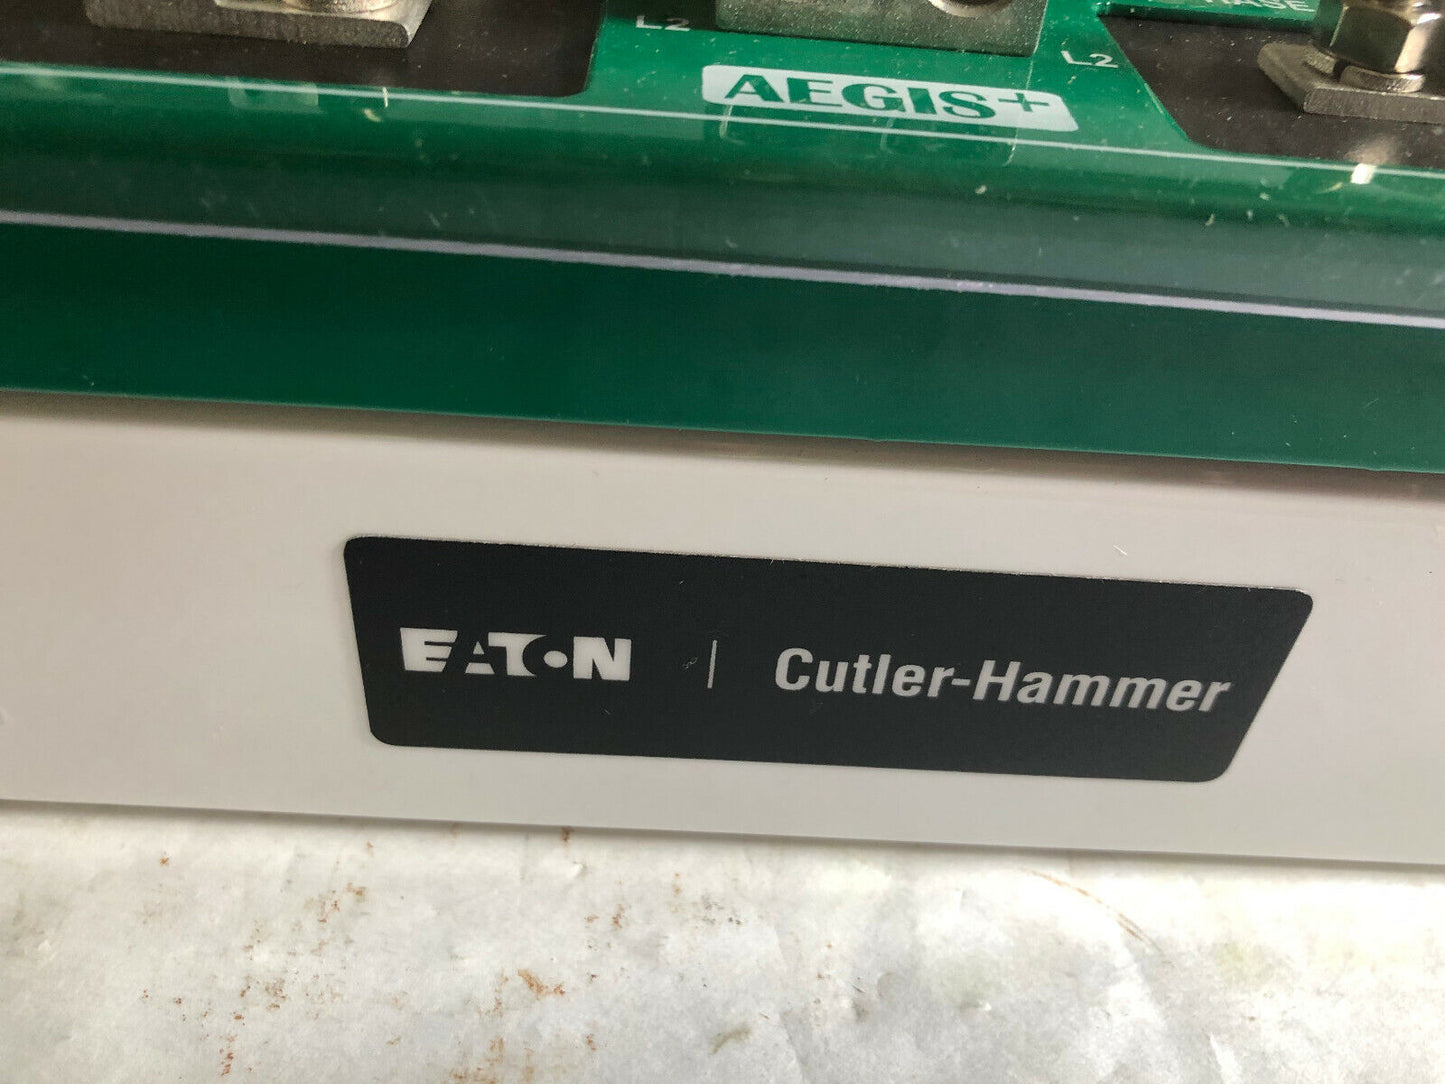 L2
L2
AEGIS+
EATON | Cutler-Hammer